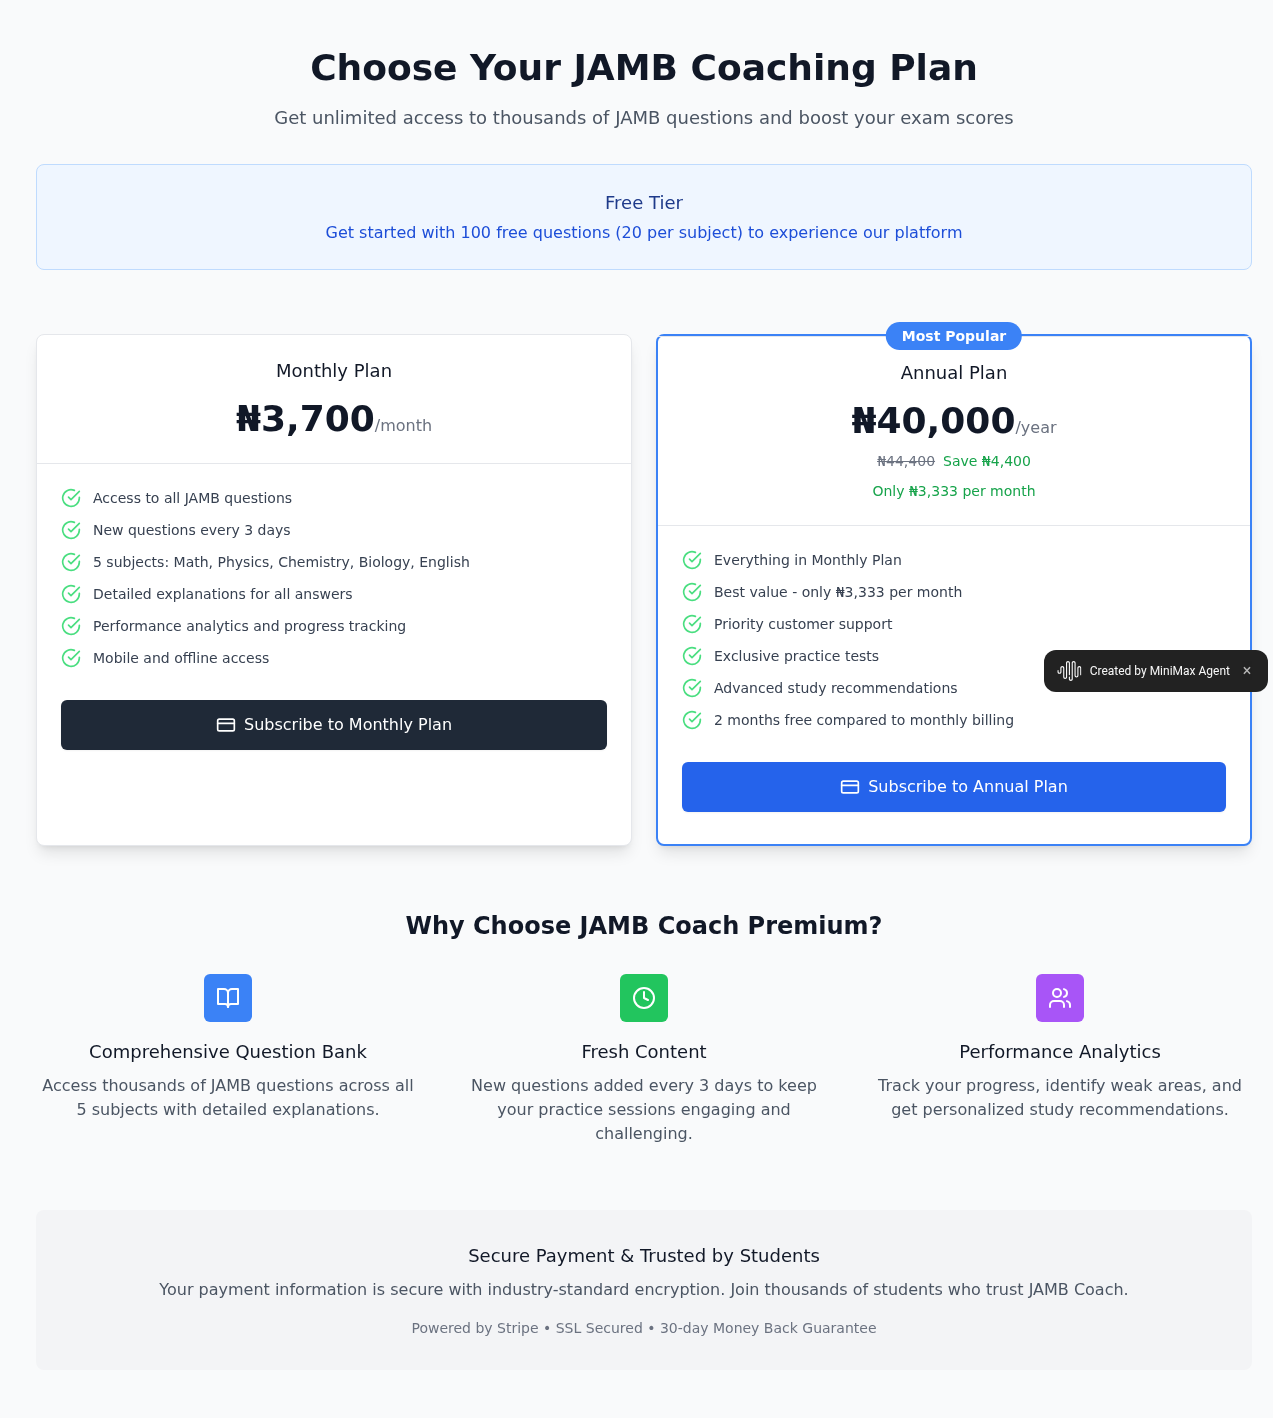 Choose Your JAMB Coaching Plan
Get unlimited access to thousands of JAMB questions and boost your exam scores
Free Tier
Get started with 100 free questions (20 per subject) to experience our platform
Monthly Plan
₦3,700/month
Access to all JAMB questions
New questions every 3 days
5 subjects: Math, Physics, Chemistry, Biology, English
Detailed explanations for all answers
Performance analytics and progress tracking
Mobile and offline access
Subscribe to Monthly Plan
Most Popular
Annual Plan
₦40,000/year
₦44,400 Save ₦4,400
Only ₦3,333 per month
Everything in Monthly Plan
Best value - only ₦3,333 per month
Priority customer support
Exclusive practice tests
Advanced study recommendations
2 months free compared to monthly billing
Subscribe to Annual Plan
Created by MiniMax Agent ×
Why Choose JAMB Coach Premium?
Comprehensive Question Bank
Access thousands of JAMB questions across all
5 subjects with detailed explanations.
Fresh Content
New questions added every 3 days to keep
your practice sessions engaging and
challenging.
Performance Analytics
Track your progress, identify weak areas, and
get personalized study recommendations.
Secure Payment & Trusted by Students
Your payment information is secure with industry-standard encryption. Join thousands of students who trust JAMB Coach.
Powered by Stripe • SSL Secured • 30-day Money Back Guarantee